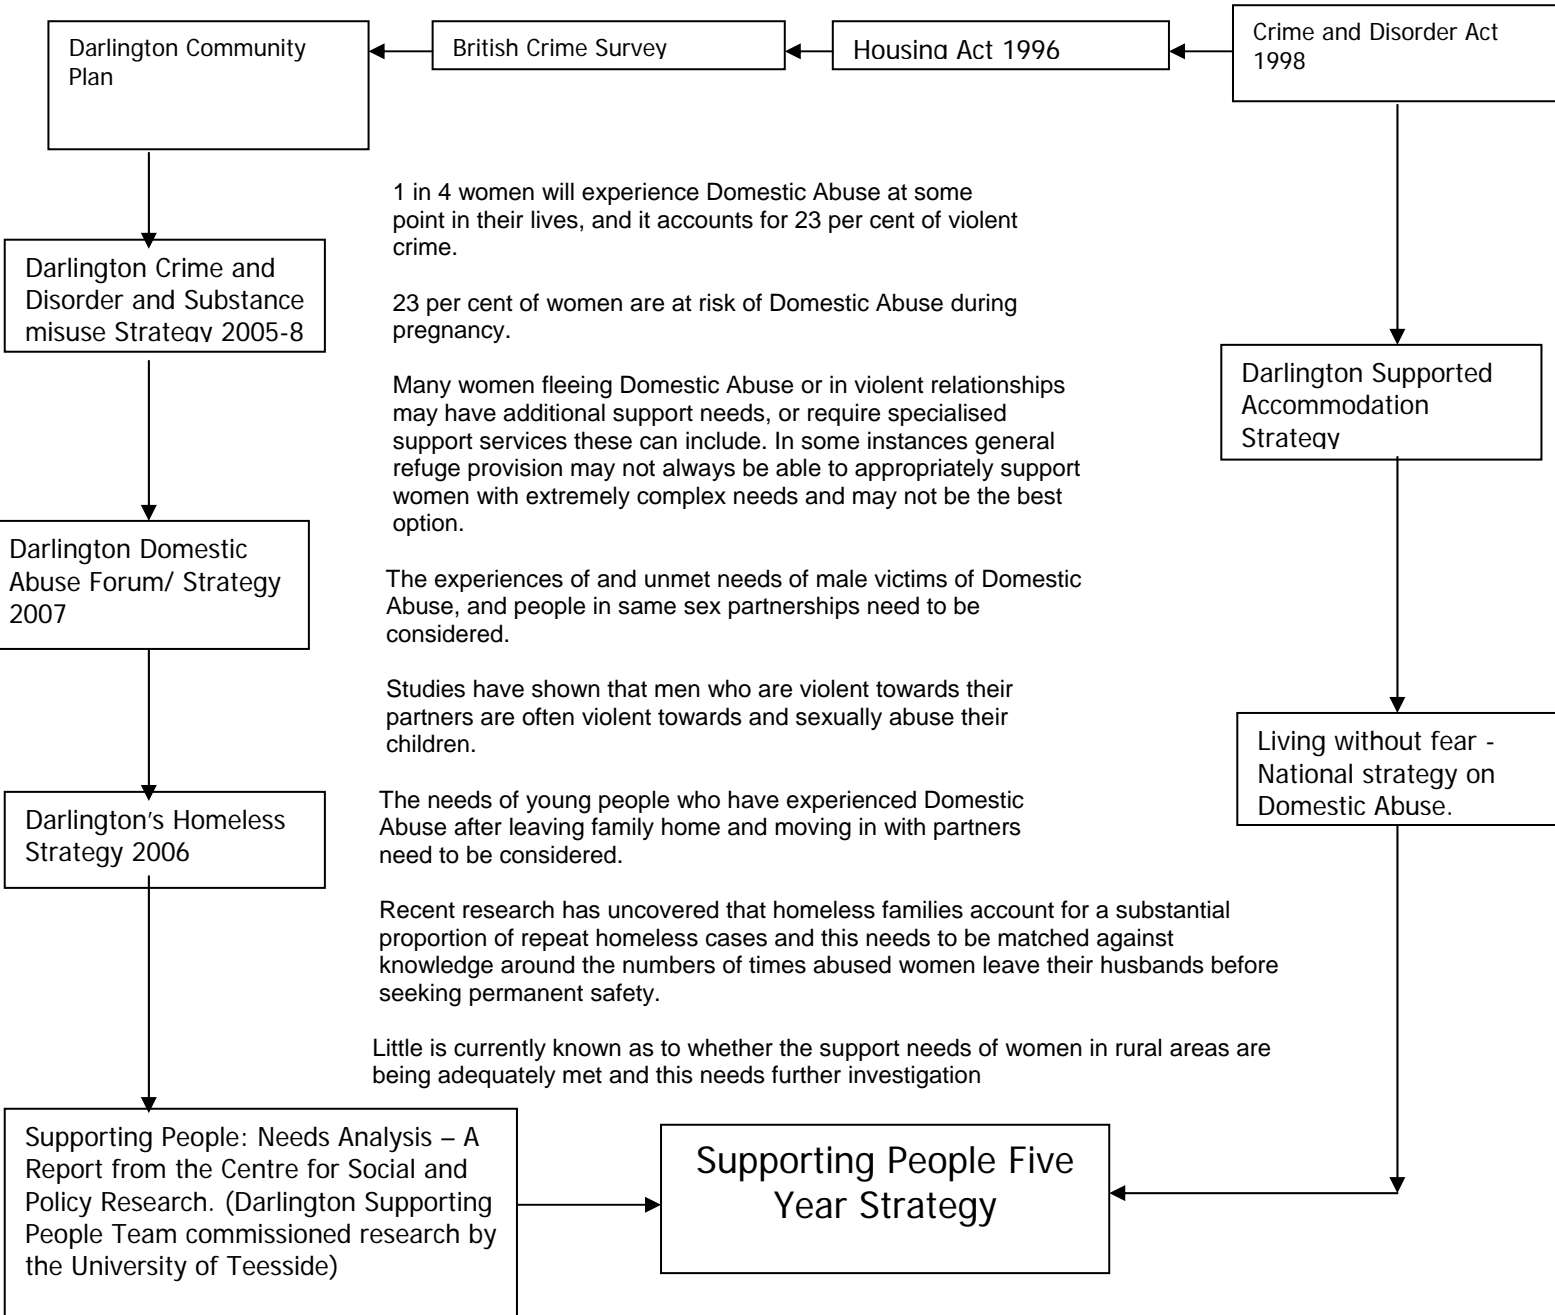 Darlington Community
Plan
British Crime Survey
Housing Act 1996
Crime and Disorder Act
1998
1 in 4 women will experience Domestic Abuse at some
point in their lives, and it accounts for 23 per cent of violent
crime.
Darlington Crime and
Disorder and Substance
misuse Strategy 2005-8
23 per cent of women are at risk of Domestic Abuse during
pregnancy.
Many women fleeing Domestic Abuse or in violent relationships
may have additional support needs, or require specialised
support services these can include. In some instances general
refuge provision may not always be able to appropriately support
women with extremely complex needs and may not be the best
option.
Darlington Supported
Accommodation
Strategy
Darlington Domestic
Abuse Forum/ Strategy
2007
The experiences of and unmet needs of male victims of Domestic
Abuse, and people in same sex partnerships need to be
considered.
Studies have shown that men who are violent towards their
partners are often violent towards and sexually abuse their
children.
Living without fear -
National strategy on
Domestic Abuse.
Darlington's Homeless
Strategy 2006
The needs of young people who have experienced Domestic
Abuse after leaving family home and moving in with partners
need to be considered.
Recent research has uncovered that homeless families account for a substantial
proportion of repeat homeless cases and this needs to be matched against
knowledge around the numbers of times abused women leave their husbands before
seeking permanent safety.
Little is currently known as to whether the support needs of women in rural areas are
being adequately met and this needs further investigation
Supporting People: Needs Analysis – A
Report from the Centre for Social and
Policy Research. (Darlington Supporting
People Team commissioned research by
the University of Teesside)
Supporting People Five
Year Strategy